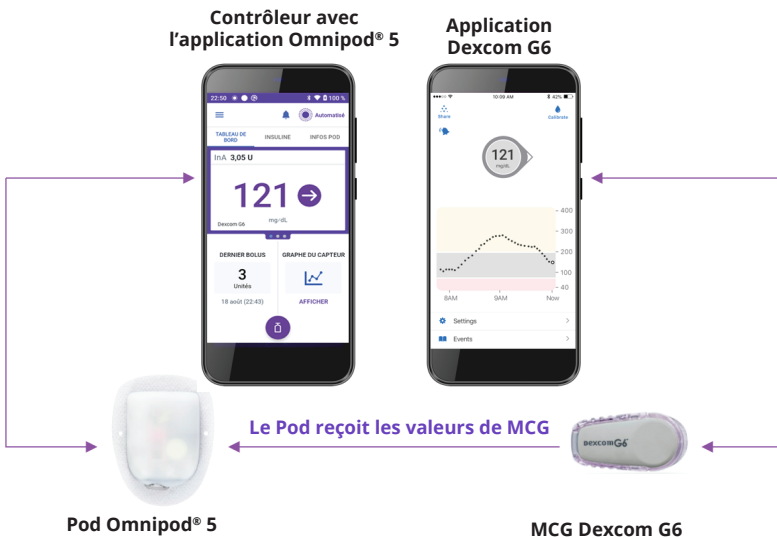 Contrôleur avec
l’application Omnipod® 5
Application
Dexcom G6
22:50 100 %
Automatisé
TABLEAU DE
BORD
INSULINE
INFOS POD
InA 3,05 U
121
mg/dL
Dexcom G6
DERNIER BOLUS
3
Unités
18 août (22:43)
GRAPHE DU CAPTEUR
AFFICHER
10:09 AM
42%
Share
Calibrate
121
mg/dL
400
300
200
100
40
8AM
9AM
Now
Settings
Events
Le Pod reçoit les valeurs de MCG
Dexcom G6
Pod Omnipod® 5
MCG Dexcom G6